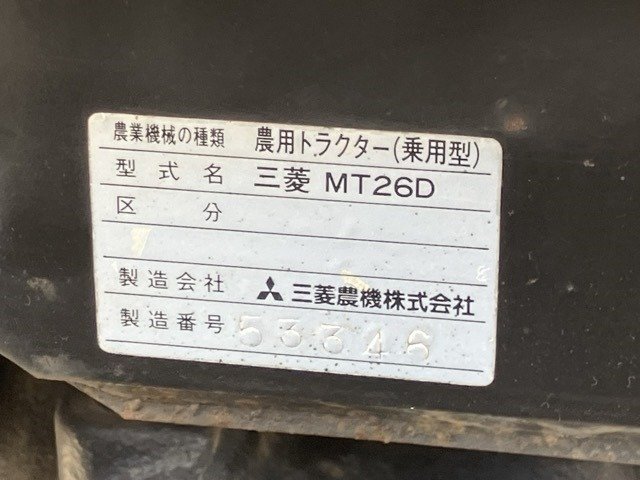 農業機械の種類 農用トラクター(乗用型)
型式名 三菱 MT26D
区分
製造会社 三菱農機株式会社
製造番号 53346